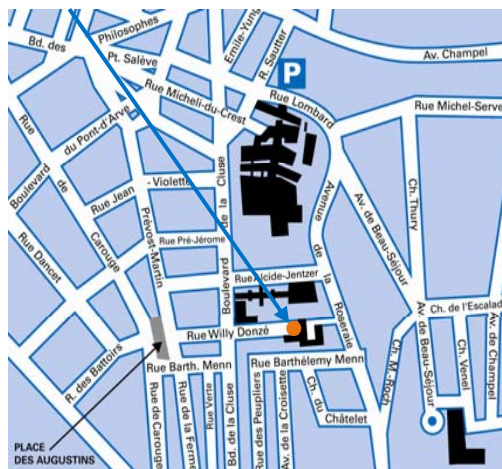 Philosophes
Bd. des
Pt. Salève
Emile-Yung
R. Sautter
P
Av. Champel
Rue Micheli-du-Crest
Rue Lombard
Rue Michel-Serv
Rue
de
Carouge
Boulevard
du Pont-d'Arve
Rue Jean
- Violette
Prévost-Martin
Boulevard de la Cluse
Avenue de la Roseraie
Av. de Beau-Séjour
Ch. Thury
Rue Dancet
Rue Pré-Jérome
Rue Alcide-Jentzer
Ch. de l'Escalad
Rue Willy Donzé
R. des Battoirs
Rue Barth. Menn
Rue Barthélemy Menn
Ch. M-Roch
Av. de Beau-Séjour
Ch. Venel
Av. de Champel
Rue de Carouge
Rue de la Ferme
Rue Verte
Bd. de la Cluse
Rue des Peupliers
Av. de la Croisette
Ch. du
Châtelet
PLACE
DES AUGUSTINS